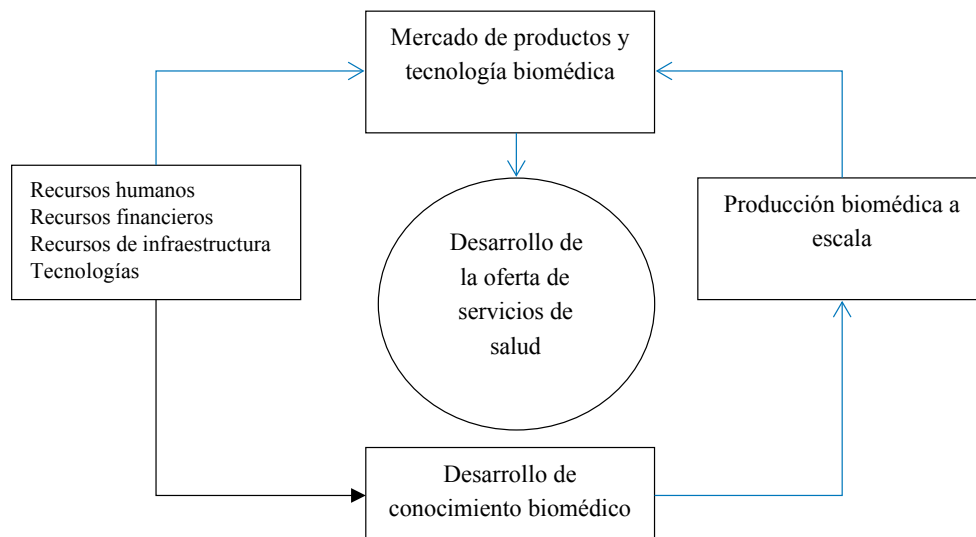 Mercado de productos y
tecnología biomédica
Recursos humanos
Recursos financieros
Recursos de infraestructura
Tecnologías
Desarrollo de
la oferta de
servicios de
salud
Producción biomédica a
escala
Desarrollo de
conocimiento biomédico